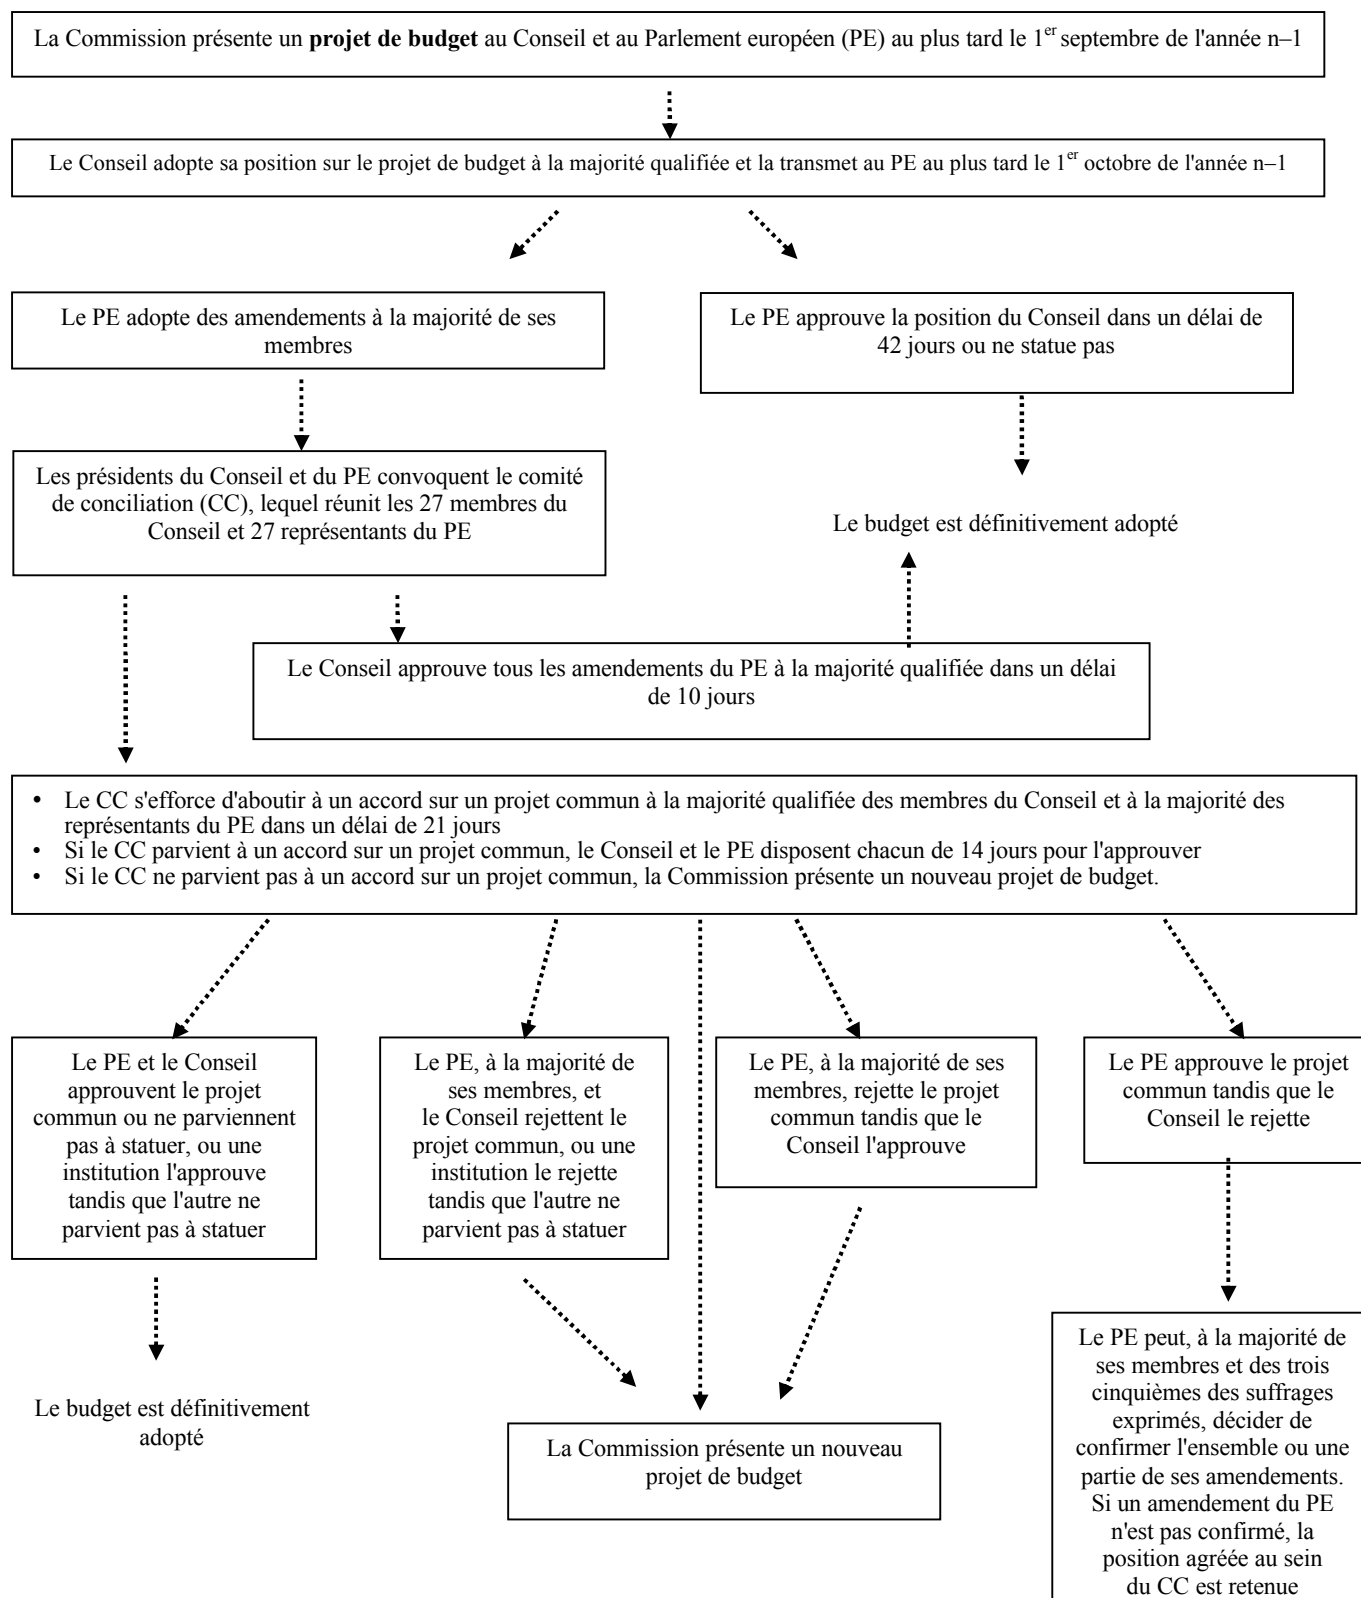 La Commission présente un projet de budget au Conseil et au Parlement européen (PE) au plus tard le 1er septembre de l'année n–1
Le Conseil adopte sa position sur le projet de budget à la majorité qualifiée et la transmet au PE au plus tard le 1er octobre de l'année n–1
Le PE adopte des amendements à la majorité de ses
membres
Le PE approuve la position du Conseil dans un délai de
42 jours ou ne statue pas
Les présidents du Conseil et du PE convoquent le comité
de conciliation (CC), lequel réunit les 27 membres du
Conseil et 27 représentants du PE
Le budget est définitivement adopté
Le Conseil approuve tous les amendements du PE à la majorité qualifiée dans un délai
de 10 jours
• Le CC s'efforce d'aboutir à un accord sur un projet commun à la majorité qualifiée des membres du Conseil et à la majorité des
représentants du PE dans un délai de 21 jours
• Si le CC parvient à un accord sur un projet commun, le Conseil et le PE disposent chacun de 14 jours pour l'approuver
• Si le CC ne parvient pas à un accord sur un projet commun, la Commission présente un nouveau projet de budget.
Le PE et le Conseil
approuvent le projet
commun ou ne parviennent
pas à statuer, ou une
institution l'approuve
tandis que l'autre ne
parvient pas à statuer
Le PE, à la majorité de
ses membres, et
le Conseil rejettent le
projet commun, ou une
institution le rejette
tandis que l'autre ne
parvient pas à statuer
Le PE, à la majorité de ses
membres, rejette le projet
commun tandis que le
Conseil l'approuve
Le PE approuve le projet
commun tandis que le
Conseil le rejette
Le budget est définitivement
adopté
La Commission présente un nouveau
projet de budget
Le PE peut, à la majorité de
ses membres et des trois
cinquièmes des suffrages
exprimés, décider de
confirmer l'ensemble ou une
partie de ses amendements.
Si un amendement du PE
n'est pas confirmé, la
position agréée au sein
du CC est retenue